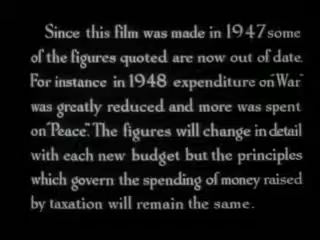 Since this film was made in 1947 some
of the figures quoted are now out of date.
For instance in 1948 expenditure on "War"
was greatly reduced and more was spent
on "Peace". The figures will change in detail
with each new budget but the principles
which govern the spending of money raised
by taxation will remain the same.